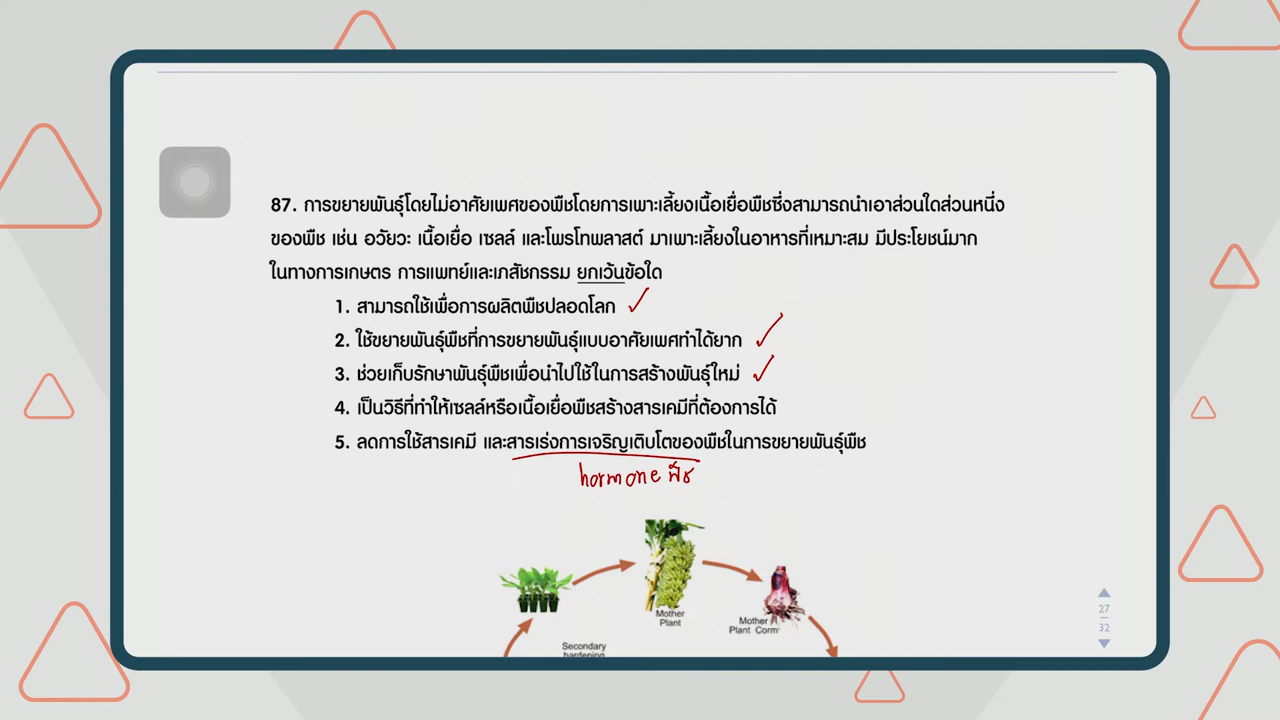 87. การขยายพันธุ์โดยไม่อาศัยเพศของพืชโดยการเพาะเลี้ยงเนื้อเยื่อพืชซึ่งสามารถนำเอาส่วนใดส่วนหนึ่ง
ของพืช เช่น อวัยวะ เนื้อเยื่อ เซลล์ และโพรโทพลาสต์ มาเพาะเลี้ยงในอาหารที่เหมาะสม มีประโยชน์มาก
ในทางการเกษตร การแพทย์และเภสัชกรรม ยกเว้นข้อใด
1. สามารถใช้เพื่อการผลิตพืชปลอดโลก
2. ใช้ขยายพันธุ์พืชที่การขยายพันธุ์แบบอาศัยเพศทำได้ยาก
3. ช่วยเก็บรักษาพันธุ์พืชเพื่อนำไปใช้ในการสร้างพันธุ์ใหม่
4. เป็นวิธีที่ทำให้เซลล์หรือเนื้อเยื่อพืชสร้างสารเคมีที่ต้องการได้
5. ลดการใช้สารเคมี และสารเร่งการเจริญเติบโตของพืชในการขยายพันธุ์พืช
hormone พืช
Mother
Plant
Mother
Plant Corm
Secondary
hardening
27
32